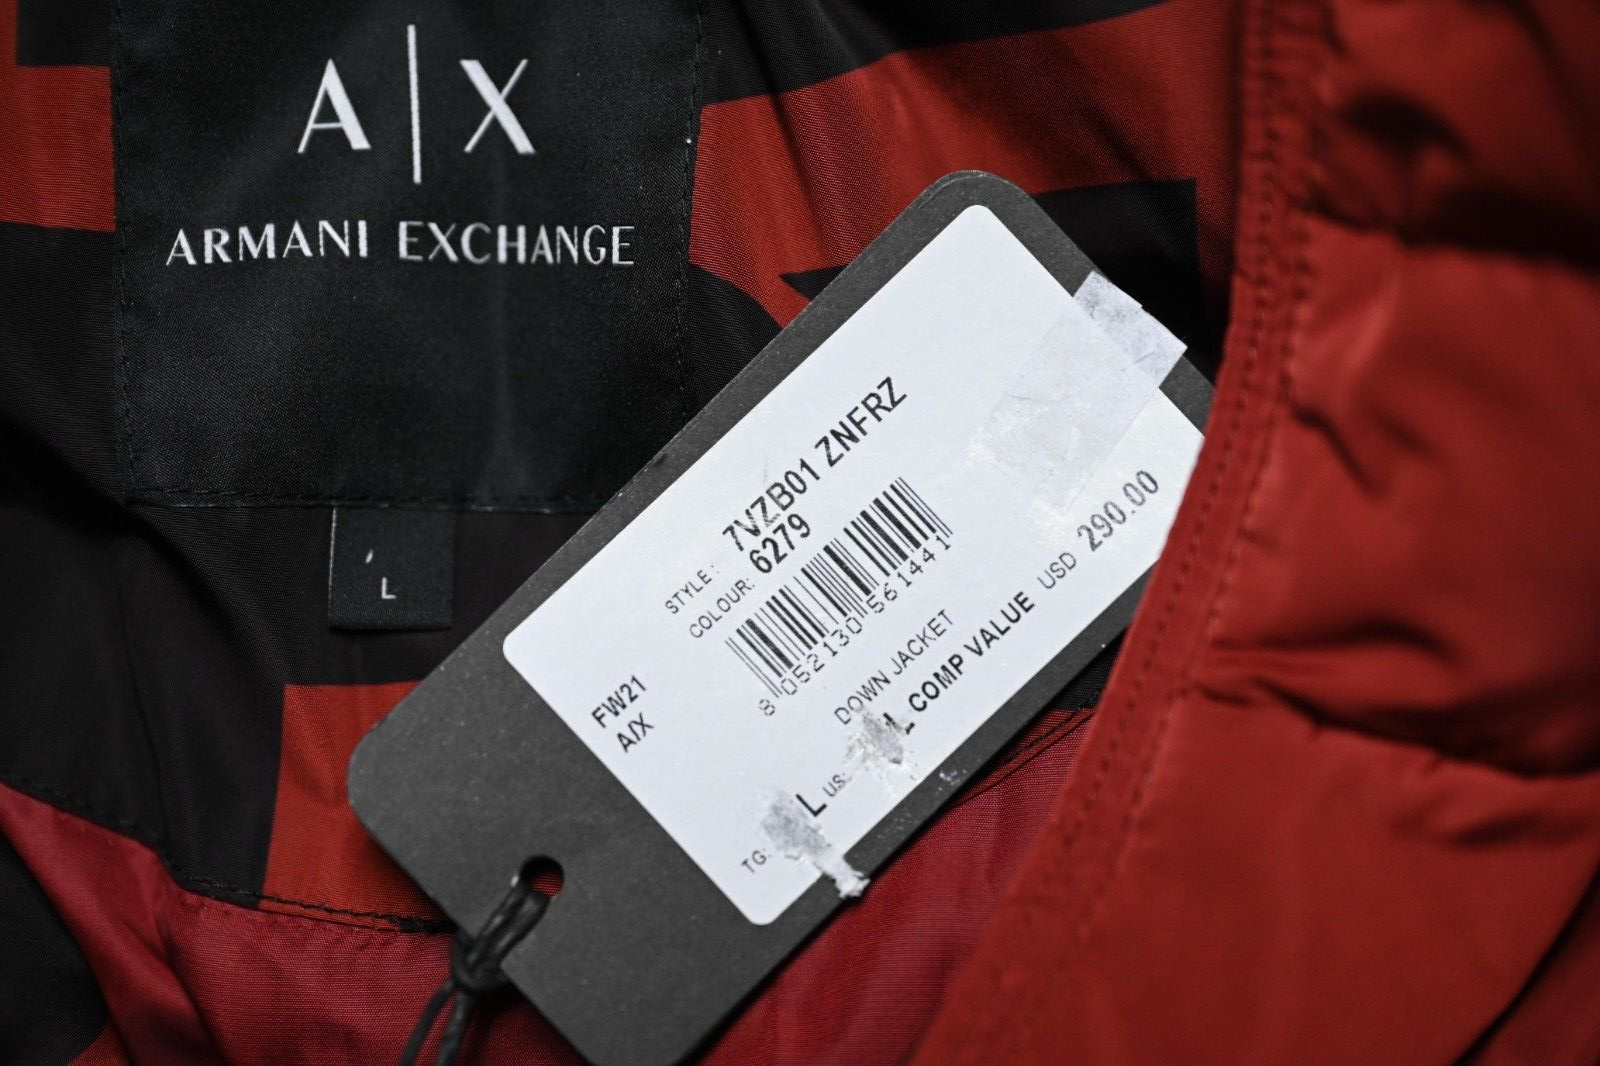 A|X
ARMANI EXCHANGE
L
STYLE: 7VZB01 ZNFRZ
COLOUR: 6279
8 052130 561441
FW21
A/X
DOWN JACKET
TG: L US: L COMP VALUE USD 290.00